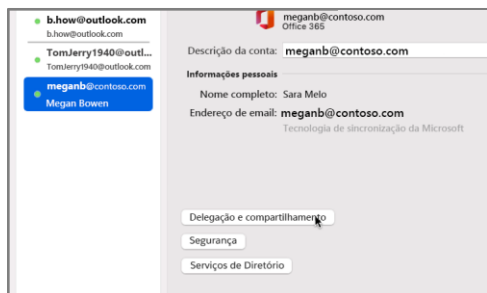 b.how@outlook.com
b.how@outlook.com
TomJerry1940@outl...
TomJerry1940@outlook.com
meganb@contoso.com
Megan Bowen
meganb@contoso.com
Office 365
Descrição da conta: meganb@contoso.com
Informações pessoais
Nome completo: Sara Melo
Endereço de email: meganb@contoso.com
Tecnologia de sincronização da Microsoft
Delegação e compartilhamento
Segurança
Serviços de Diretório